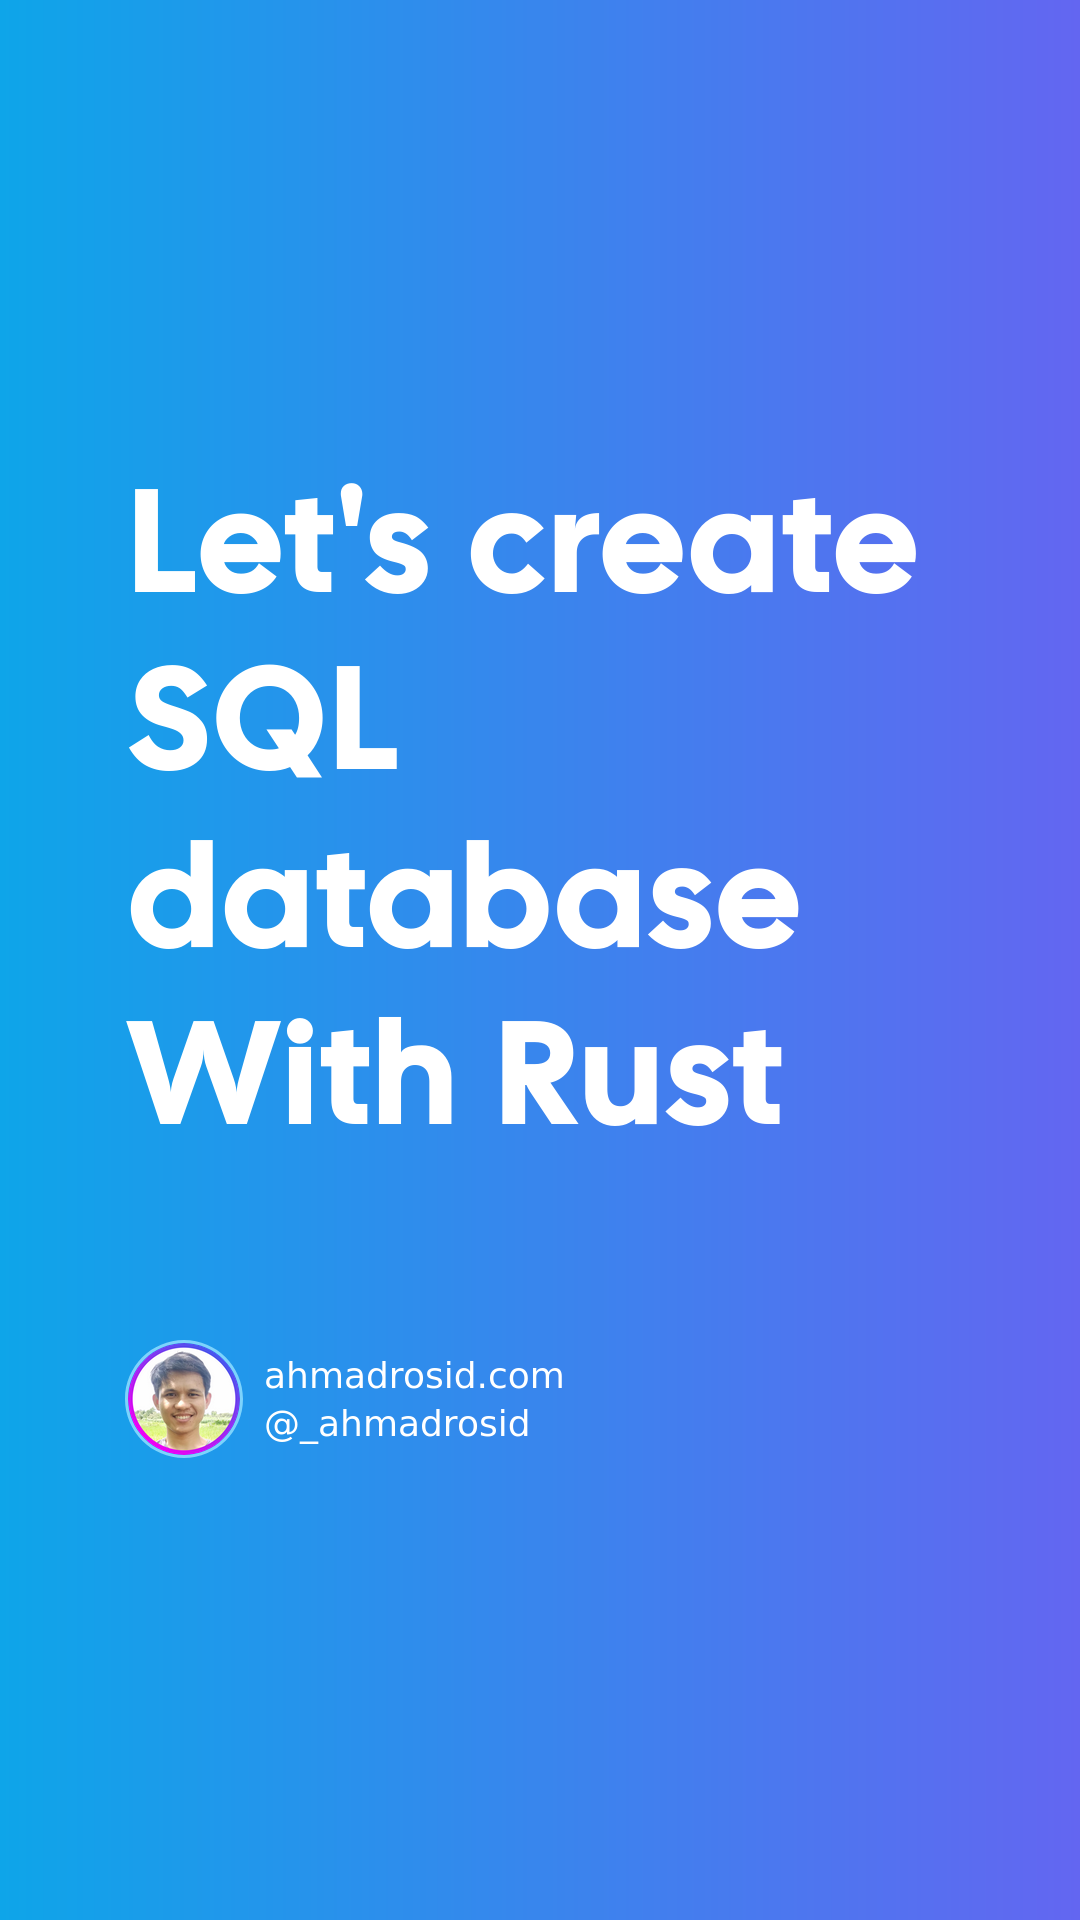 Let's create
SQL
database
With Rust
ahmadrosid.com
@_ahmadrosid